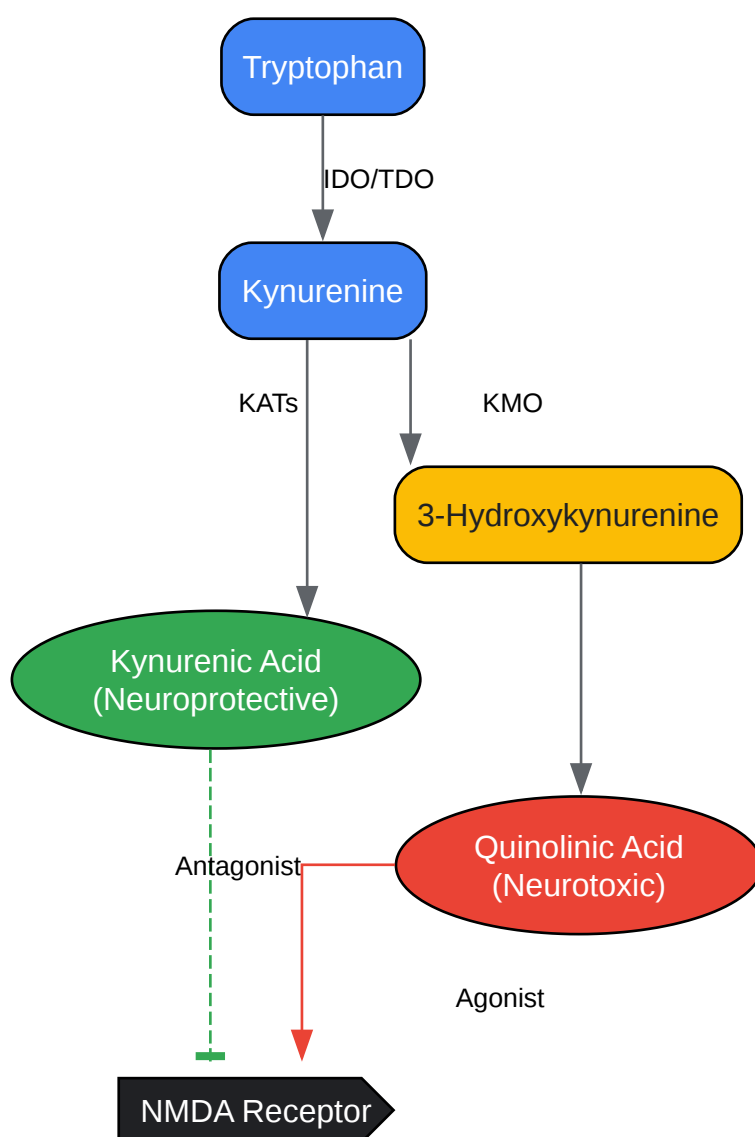 Tryptophan
IDO/TDO
Kynurenine
KATs
KMO
3-Hydroxykynurenine
Kynurenic Acid
(Neuroprotective)
Quinolinic Acid
(Neurotoxic)
Antagonist
Agonist
NMDA Receptor